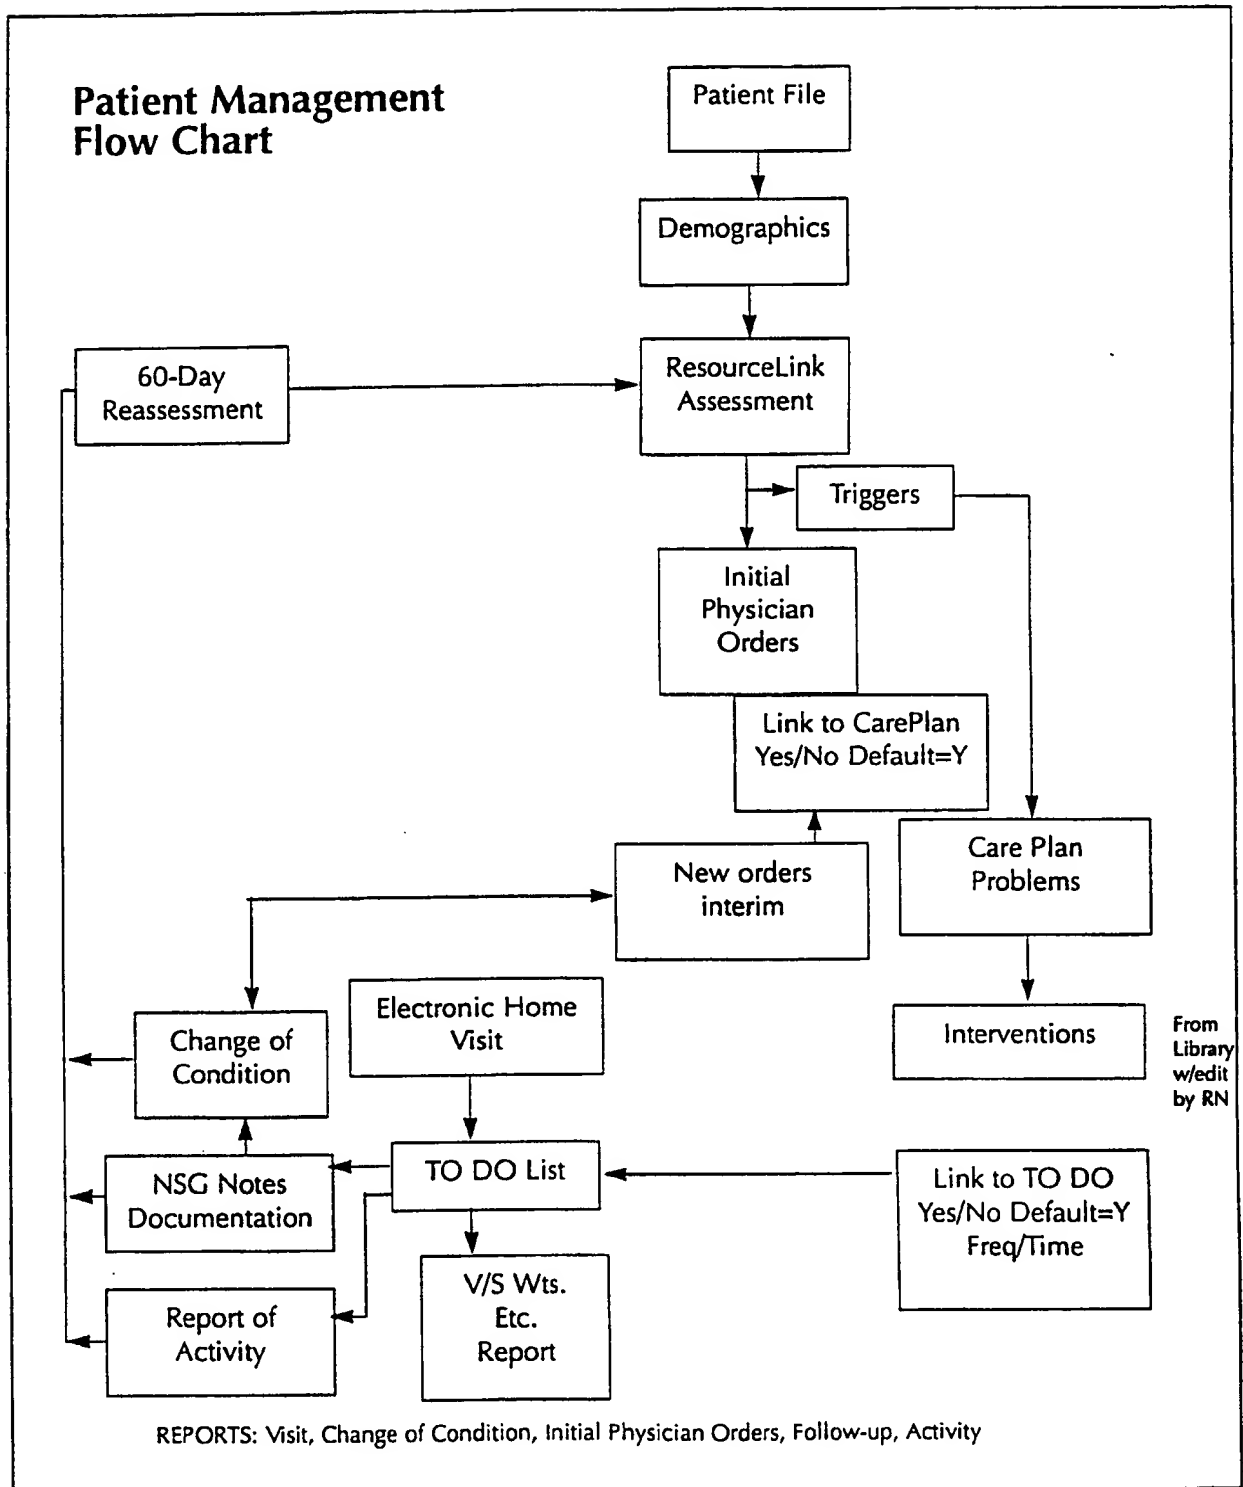 Patient Management
Flow Chart
Patient File
Demographics
60-Day
Reassessment
ResourceLink
Assessment
Triggers
Initial
Physician
Orders
Link to CarePlan
Yes/No Default=Y
New orders
interim
Care Plan
Problems
Electronic Home
Visit
Change of
Condition
Interventions
From
Library
w/edit
by RN
TO DO List
NSG Notes
Documentation
Link to TO DO
Yes/No Default=Y
Freq/Time
V/S Wts.
Etc.
Report
Report of
Activity
REPORTS: Visit, Change of Condition, Initial Physician Orders, Follow-up, Activity